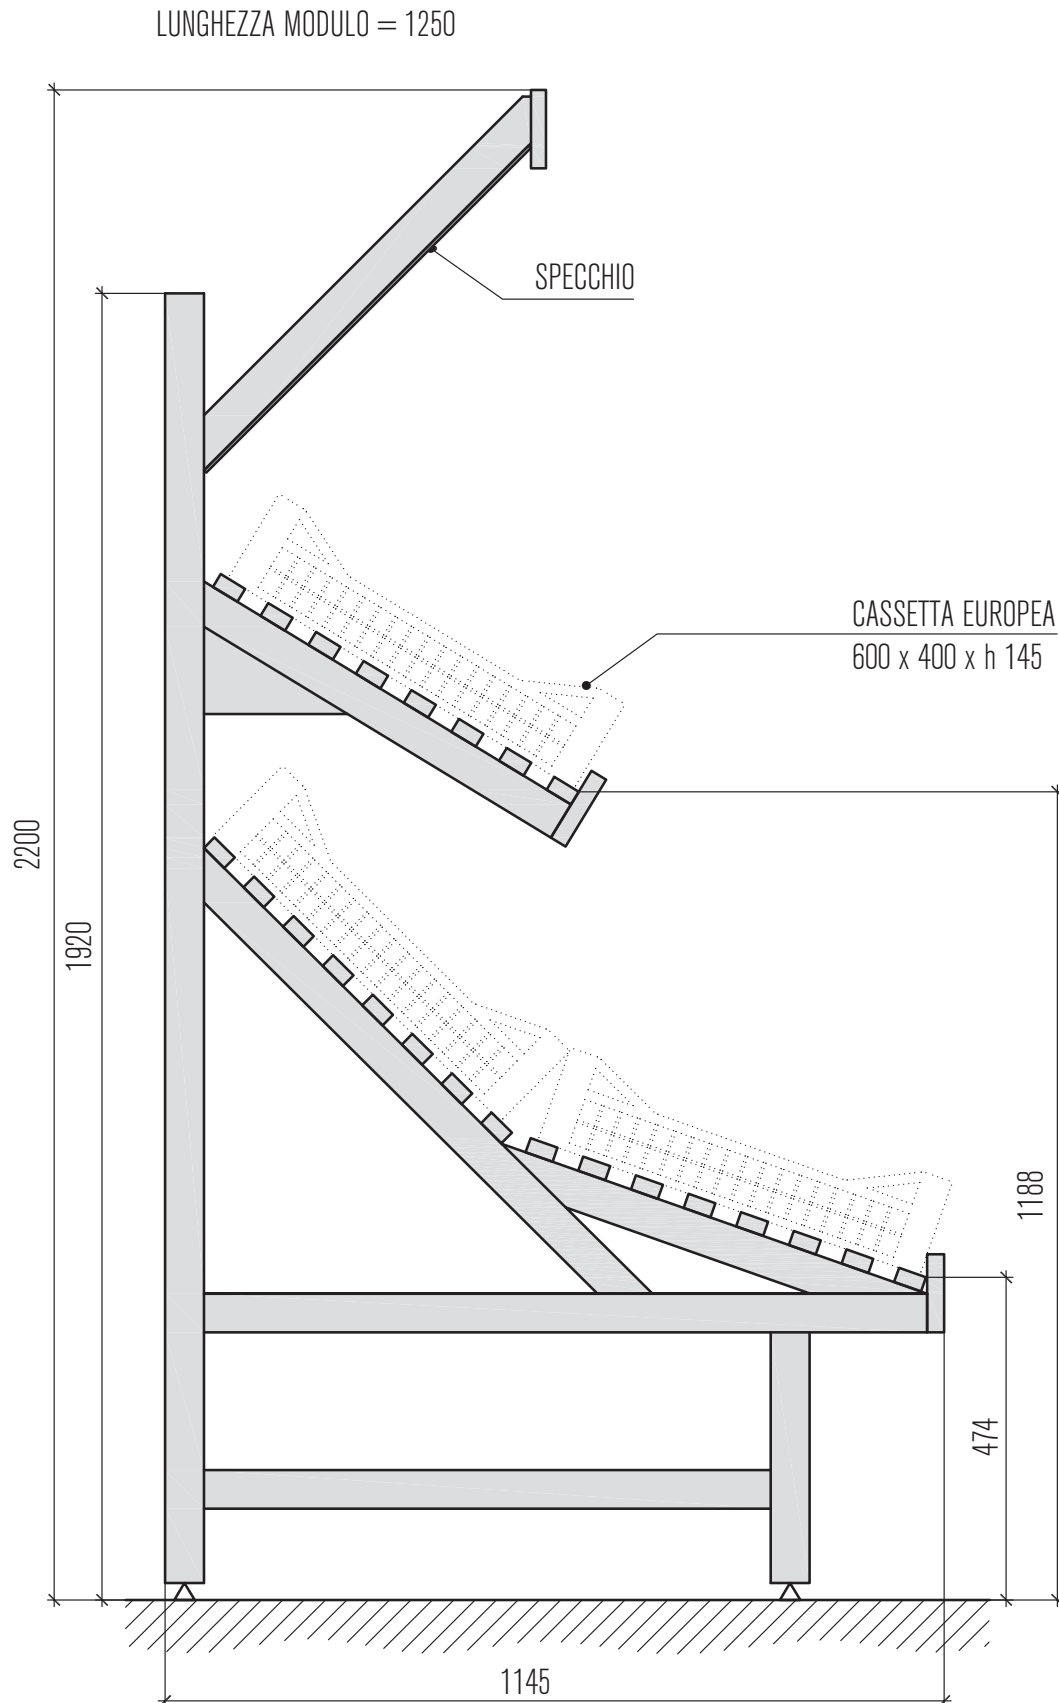 LUNGHEZZA MODULO = 1250
SPECCHIO
CASSETTA EUROPEA
600 x 400 x h 145
2200
1920
1188
474
1145